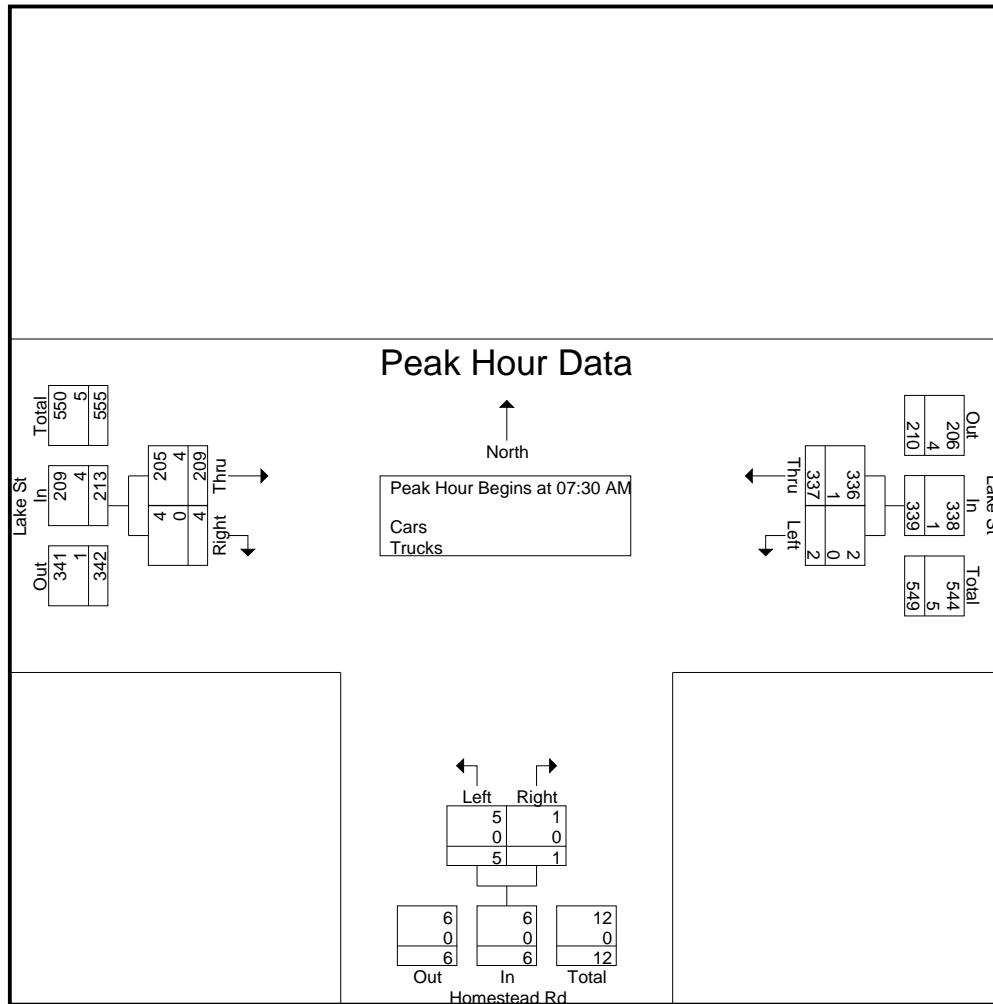 Peak Hour Data
North
Peak Hour Begins at 07:30 AM
Cars
Trucks
Lake St
Total
550
5
555
In
209
4
213
Out
341
1
342
Thru
205
4
209
Right
4
0
4
Lake St
Out
206
4
210
In
338
1
339
Total
544
5
549
Thru
336
1
337
Left
2
0
2
Left Right
5 1
0 0
5 1
6 6 12
0 0 0
6 6 12
Out In Total
Homestead Rd